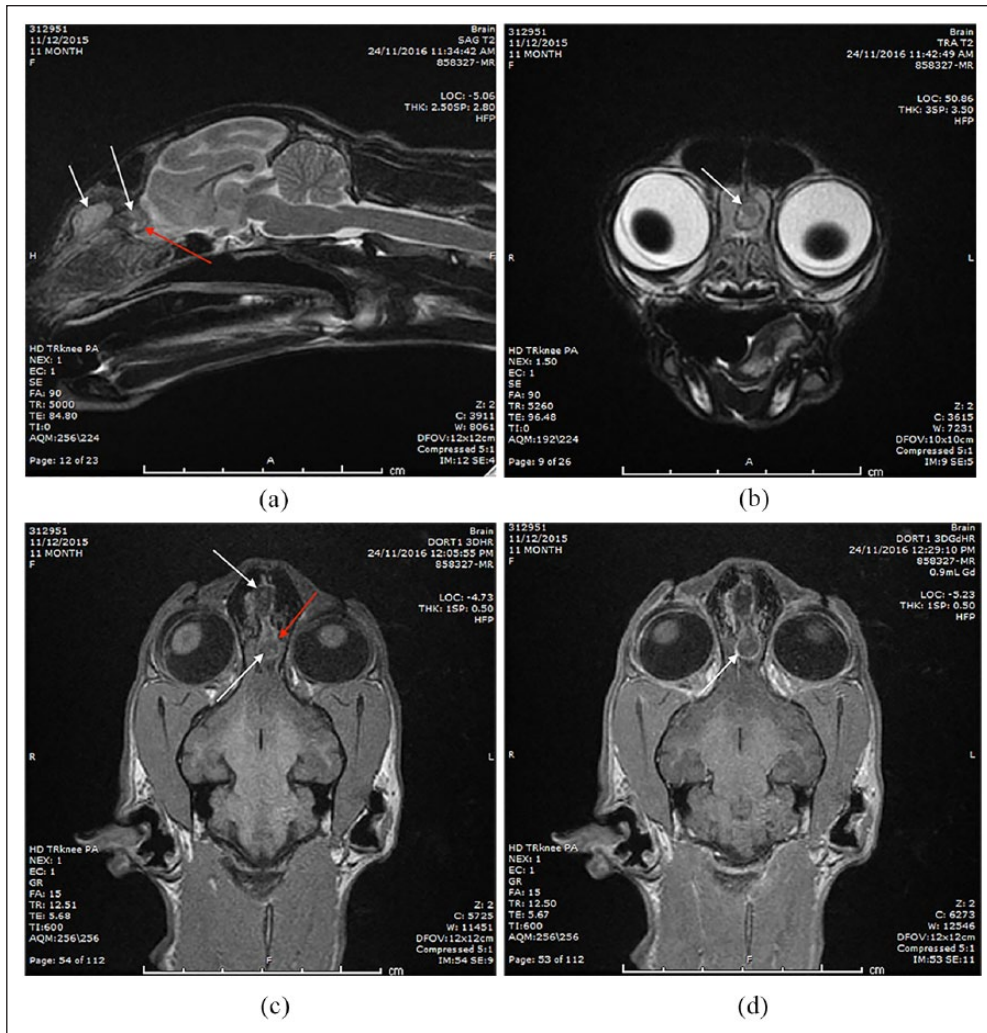 312951
11/12/2015
11 MONTH
F
Brain
SAG T2
24/11/2016 11:34:42 AM
858327-MR
LOC: -5.06
THK: 2.50SP: 2.80
HFP
H
F
HD TRknee PA
NEX: 1
EC: 1
SE
FA: 90
TR: 5000
TE: 84.80
TI:0
AQM:256\224
Page: 12 of 23
Z: 2
C: 3911
W: 8061
DFOV:12x12cm
Compressed 5:1
IM:12 SE:4
A
cm
(a)
312951
11/12/2015
11 MONTH
F
Brain
TRA T2
24/11/2016 11:42:49 AM
858327-MR
LOC: 50.86
THK: 3SP: 3.50
HFP
R
L
HD TRknee PA
NEX: 1.50
EC: 1
SE
FA: 90
TR: 5260
TE: 96.48
TI:0
AQM:192\224
Page: 9 of 26
Z: 2
C: 3615
W: 7231
DFOV:10x10cm
Compressed 5:1
IM:9 SE:5
A
cm
(b)
312951
11/12/2015
11 MONTH
F
Brain
DORT1 3DHR
24/11/2016 12:05:55 PM
858327-MR
LOC: -4.73
THK: 1SP: 0.50
HFP
R
L
HD TRknee PA
NEX: 1
EC: 1
GR
FA: 15
TR: 12.51
TE: 5.68
TI:600
AQM:256\256
Page: 54 of 112
Z: 2
C: 5725
W: 11451
DFOV:12x12cm
Compressed 5:1
IM:54 SE:9
F
cm
(c)
312951
11/12/2015
11 MONTH
F
Brain
DORT1 3DGdHR
24/11/2016 12:29:10 PM
858327-MR
0.9mL Gd
LOC: -5.23
THK: 1SP: 0.50
HFP
R
L
HD TRknee PA
NEX: 1
EC: 1
GR
FA: 15
TR: 12.50
TE: 5.67
TI:600
AQM:256\256
Page: 53 of 112
Z: 2
C: 6273
W: 12546
DFOV:12x12cm
Compressed 5:1
IM:53 SE:11
F
cm
(d)